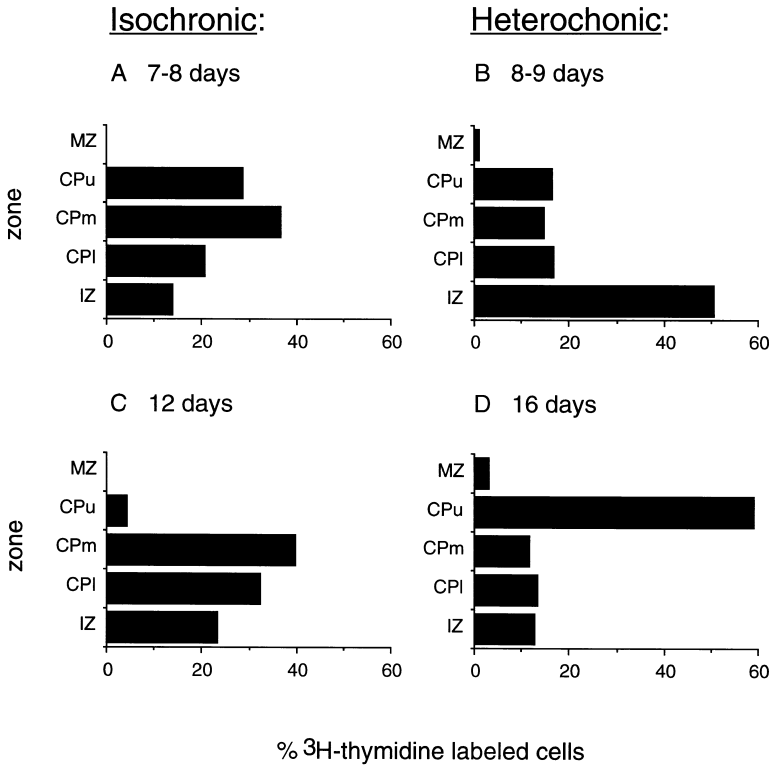 Isochronic: Heterochonic:
A 7-8 days B 8-9 days
MZ MZ
CPu CPu
CPm CPm
CPl CPl
IZ IZ
zone
0 20 40 60 0 20 40 60
C 12 days D 16 days
MZ MZ
CPu CPu
CPm CPm
CPl CPl
IZ IZ
zone
0 20 40 60 0 20 40 60
% ³H-thymidine labeled cells